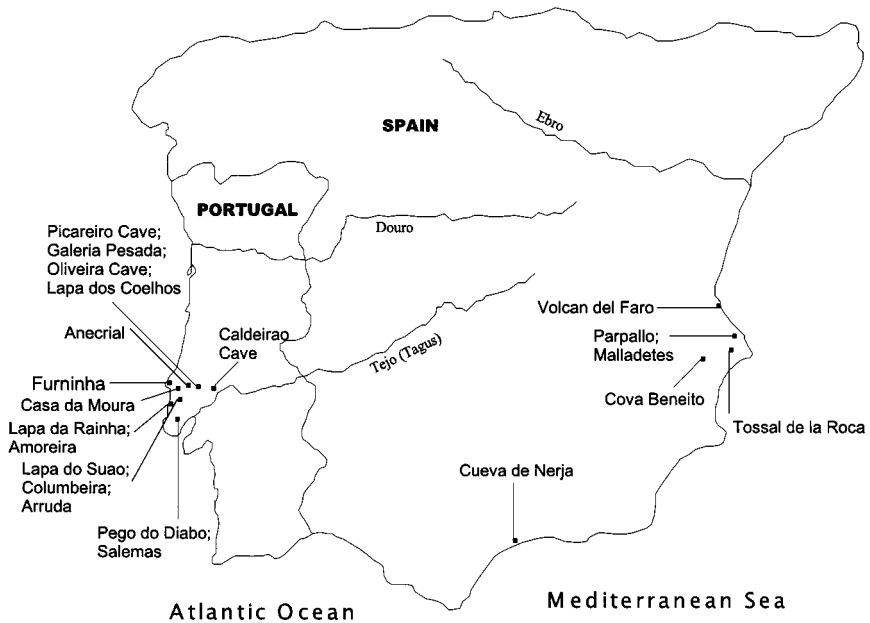 SPAIN
Ebro
PORTUGAL
Douro
Picareiro Cave;
Galeria Pesada;
Oliveira Cave;
Lapa dos Coelhos
Anecrial
Caldeirao
Cave
Tejo (Tagus)
Furninha
Casa da Moura
Lapa da Rainha;
Amoreira
Lapa do Suao;
Columbeira;
Arruda
Pego do Diabo;
Salemas
Volcan del Faro
Parpallo;
Malladetes
Cova Beneito
Tossal de la Roca
Cueva de Nerja
Atlantic Ocean
Mediterranean Sea